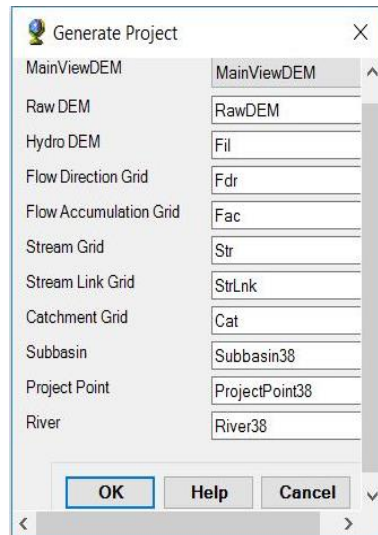 Generate Project
MainViewDEM MainViewDEM
Raw DEM RawDEM
Hydro DEM Fil
Flow Direction Grid Fdr
Flow Accumulation Grid Fac
Stream Grid Str
Stream Link Grid StrLnk
Catchment Grid Cat
Subbasin Subbasin38
Project Point ProjectPoint38
River River38
OK Help Cancel